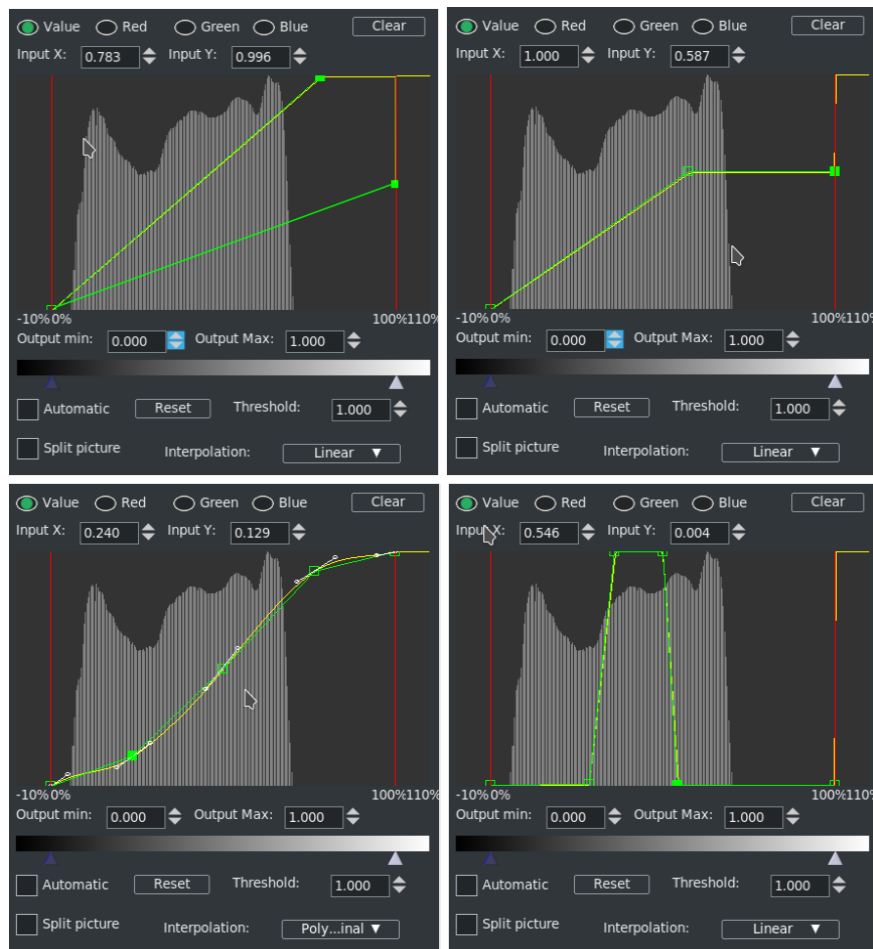 Value Red Green Blue Clear
Input X: 0.783 Input Y: 0.996
-10% 0% 100% 110%
Output min: 0.000 Output Max: 1.000
Automatic Reset Threshold: 1.000
Split picture Interpolation: Linear
Value Red Green Blue Clear
Input X: 1.000 Input Y: 0.587
-10% 0% 100% 110%
Output min: 0.000 Output Max: 1.000
Automatic Reset Threshold: 1.000
Split picture Interpolation: Linear
Value Red Green Blue Clear
Input X: 0.240 Input Y: 0.129
-10% 0% 100% 110%
Output min: 0.000 Output Max: 1.000
Automatic Reset Threshold: 1.000
Split picture Interpolation: Poly...inal
Value Red Green Blue Clear
Input X: 0.546 Input Y: 0.004
-10% 0% 100% 110%
Output min: 0.000 Output Max: 1.000
Automatic Reset Threshold: 1.000
Split picture Interpolation: Linear